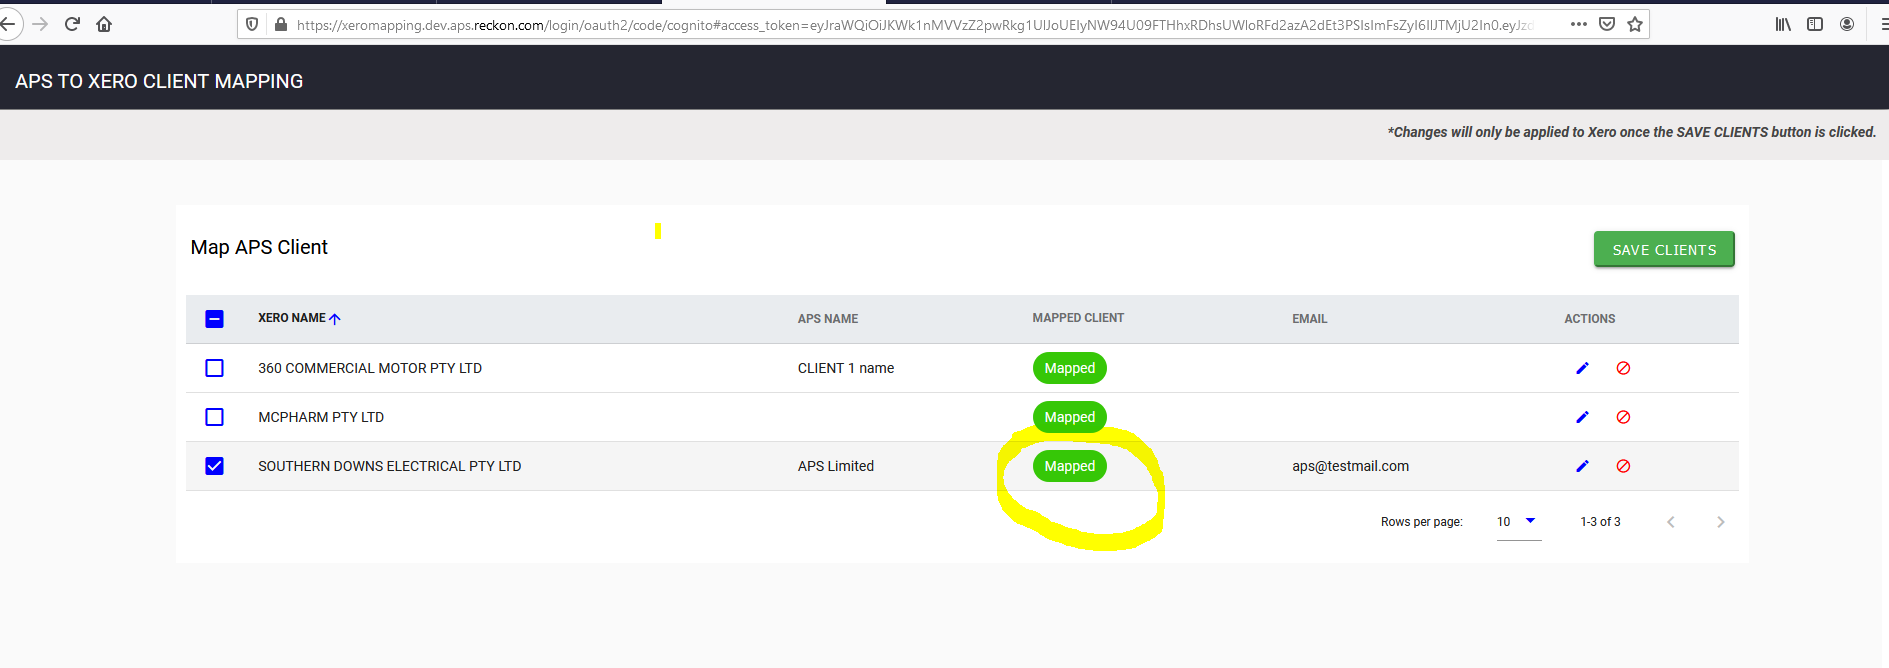 https://xeromapping.dev.aps.reckon.com/login/oauth2/code/cognito#access_token=
APS TO XERO CLIENT MAPPING
*Changes will only be applied to Xero once the SAVE CLIENTS button is clicked.
Map APS Client
SAVE CLIENTS
XERO NAME APS NAME MAPPED CLIENT EMAIL ACTIONS
360 COMMERCIAL MOTOR PTY LTD CLIENT 1 name Mapped
MCPHARM PTY LTD Mapped
SOUTHERN DOWNS ELECTRICAL PTY LTD APS Limited Mapped aps@testmail.com
Rows per page: 10 1-3 of 3